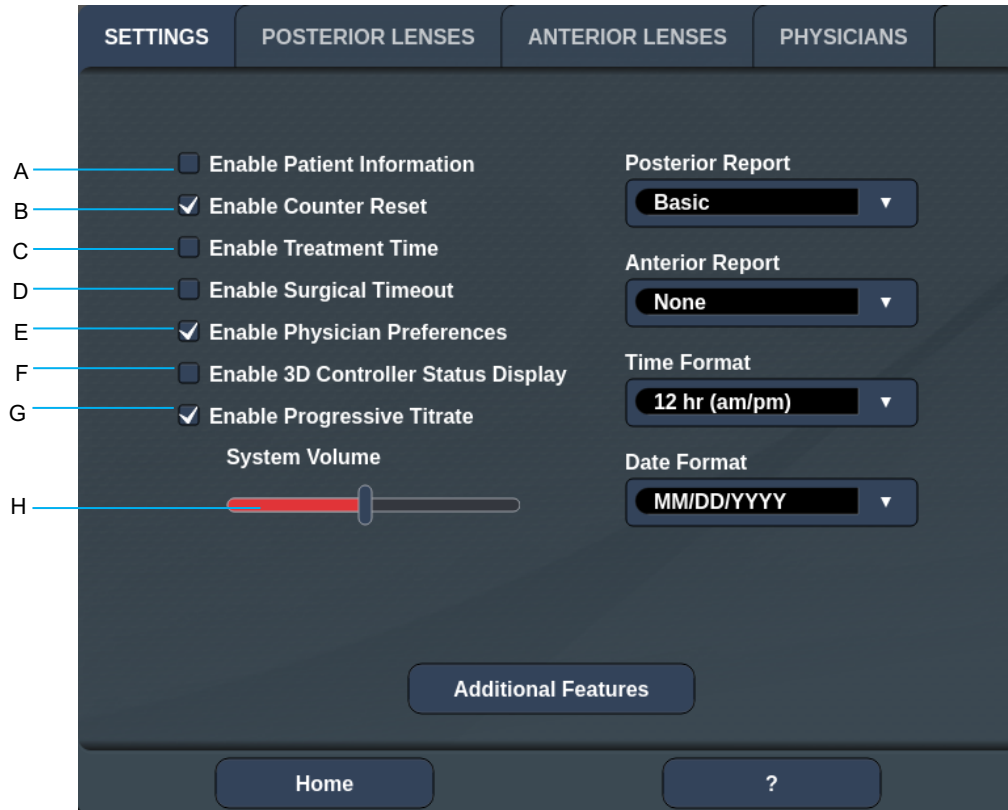 SETTINGS
POSTERIOR LENSES
ANTERIOR LENSES
PHYSICIANS
A
Enable Patient Information
B
Enable Counter Reset
C
Enable Treatment Time
D
Enable Surgical Timeout
E
Enable Physician Preferences
F
Enable 3D Controller Status Display
G
Enable Progressive Titrate
System Volume
H
Posterior Report
Basic
Anterior Report
None
Time Format
12 hr (am/pm)
Date Format
MM/DD/YYYY
Additional Features
Home
?